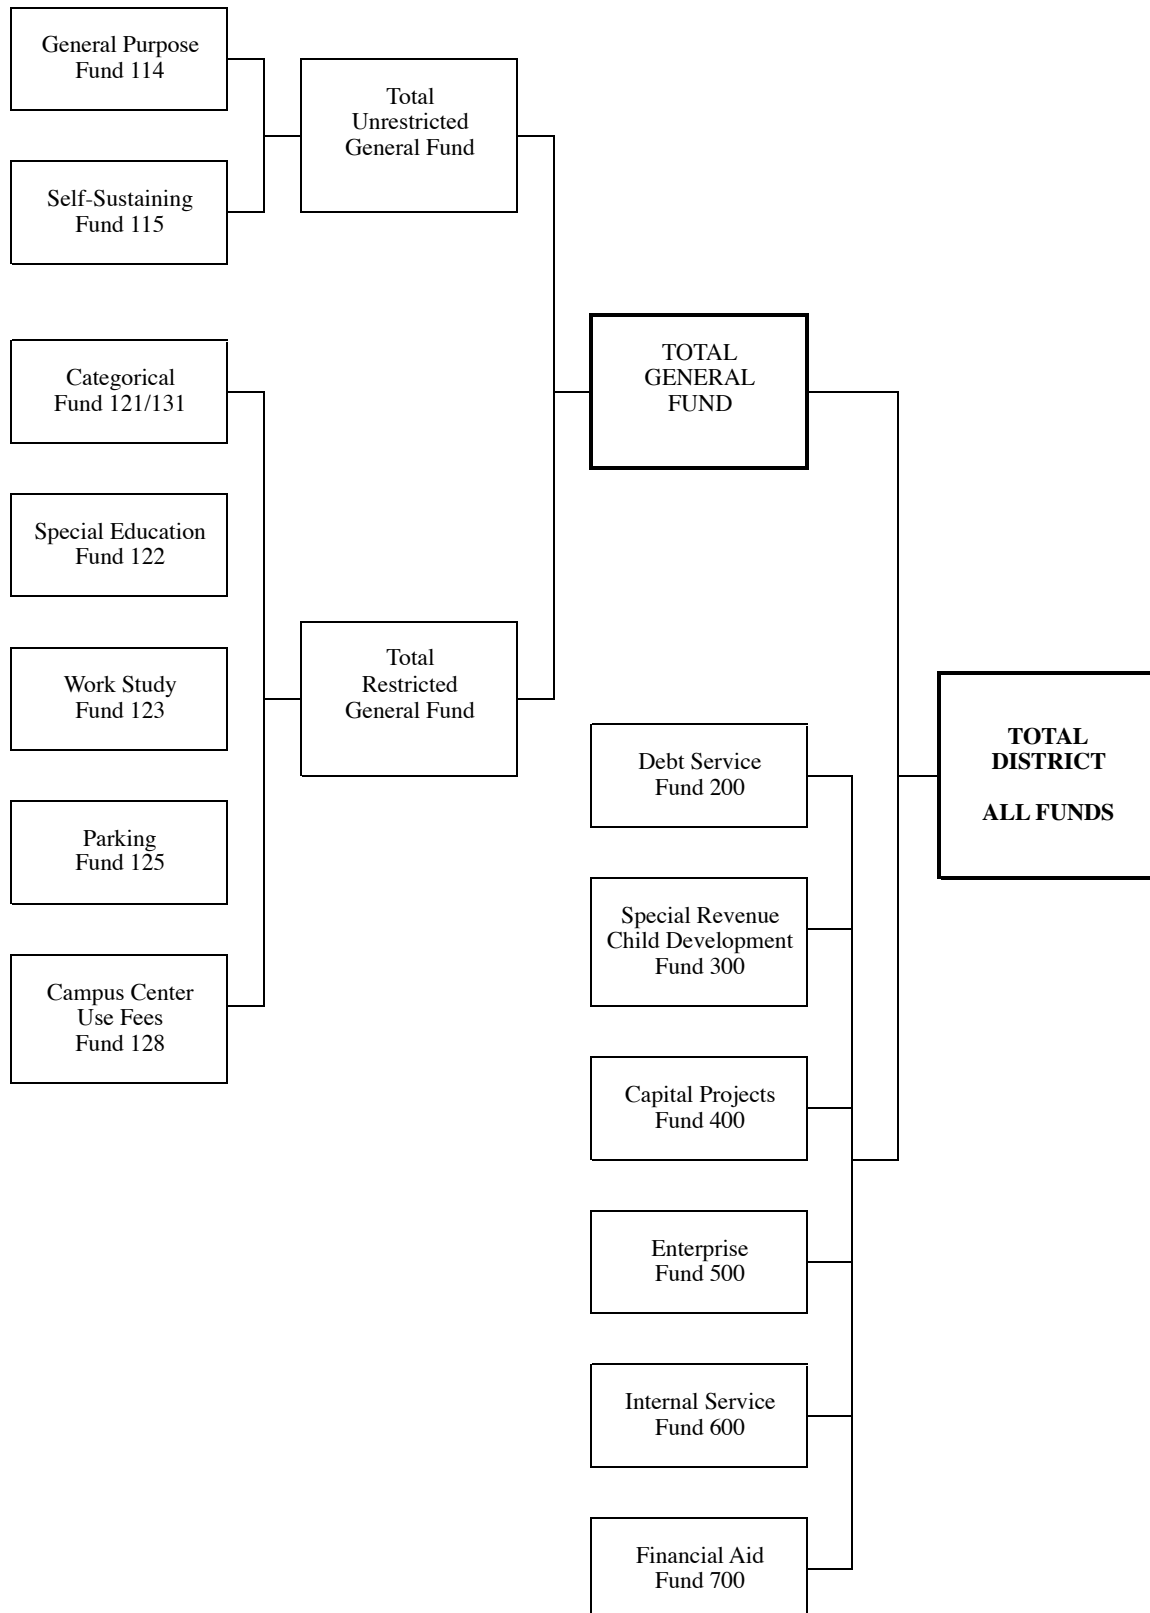 General Purpose
Fund 114
Self-Sustaining
Fund 115
Categorical
Fund 121/131
Special Education
Fund 122
Work Study
Fund 123
Parking
Fund 125
Campus Center
Use Fees
Fund 128
Total
Unrestricted
General Fund
Total
Restricted
General Fund
TOTAL
GENERAL
FUND
Debt Service
Fund 200
Special Revenue
Child Development
Fund 300
Capital Projects
Fund 400
Enterprise
Fund 500
Internal Service
Fund 600
Financial Aid
Fund 700
TOTAL
DISTRICT
ALL FUNDS